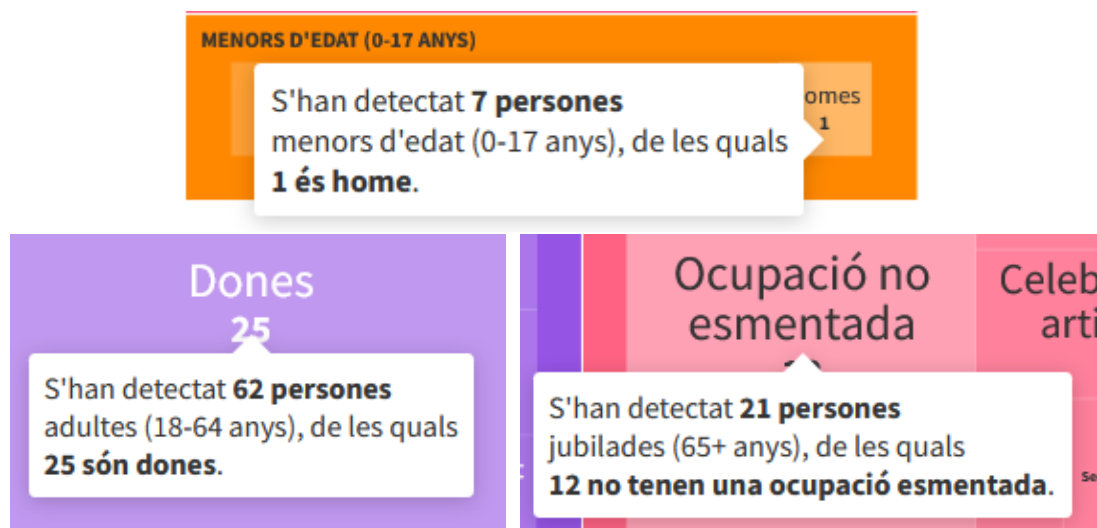 MENORS D'EDAT (0-17 ANYS)
S'han detectat 7 persones
menors d'edat (0-17 anys), de les quals
1 és home.
omes
1
Dones
25
S'han detectat 62 persones
adultes (18-64 anys), de les quals
25 són dones.
Ocupació no
esmentada
Celeb
arti
S'han detectat 21 persones
jubilades (65+ anys), de les quals
12 no tenen una ocupació esmentada.
Se